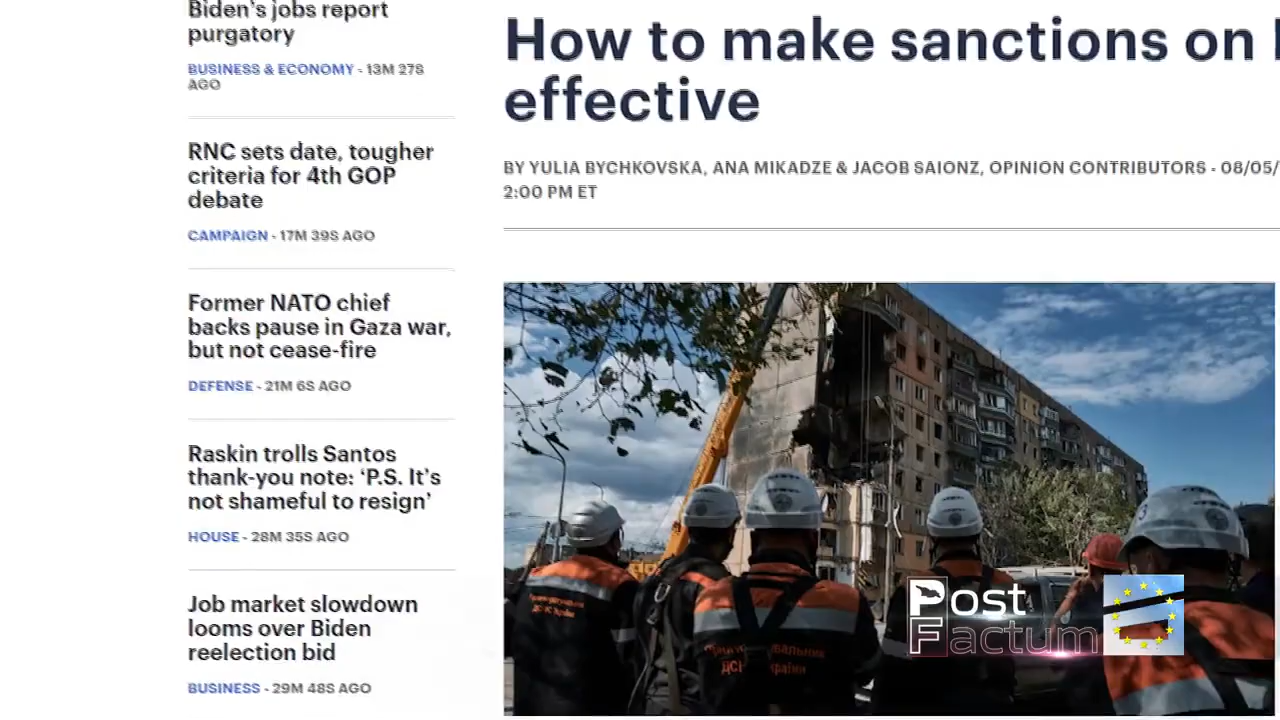 Biden's jobs report
purgatory
BUSINESS & ECONOMY - 13M 27S
AGO
RNC sets date, tougher
criteria for 4th GOP
debate
CAMPAIGN - 17M 39S AGO
Former NATO chief
backs pause in Gaza war,
but not cease-fire
DEFENSE - 21M 6S AGO
Raskin trolls Santos
thank-you note: ‘P.S. It’s
not shameful to resign’
HOUSE - 28M 35S AGO
Job market slowdown
looms over Biden
reelection bid
BUSINESS - 29M 48S AGO
How to make sanctions on
effective
BY YULIA BYCHKOVSKA, ANA MIKADZE & JACOB SAIONZ, OPINION CONTRIBUTORS - 08/05/
2:00 PM ET
Post
Factum